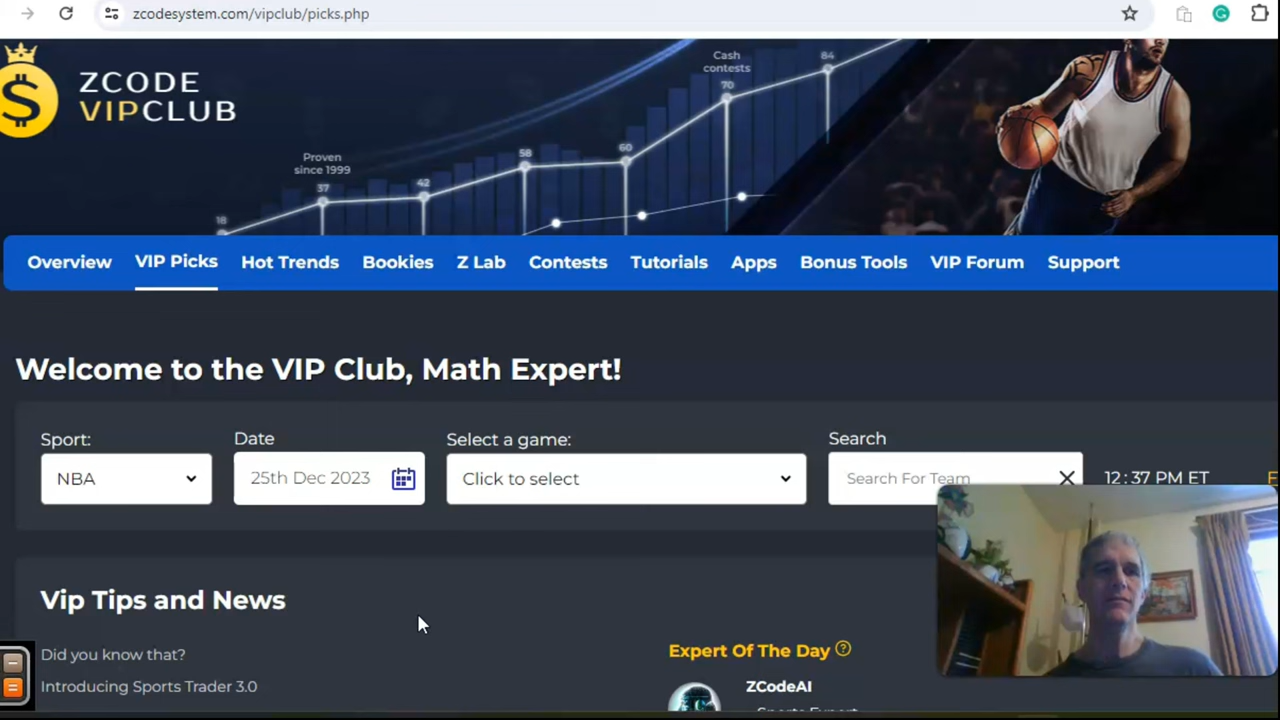 zcodesystem.com/vipclub/picks.php
ZCODE
VIPCLUB
Proven
since 1999
Cash
contests
18
37
42
58
60
70
84
Overview VIP Picks Hot Trends Bookies Z Lab Contests Tutorials Apps Bonus Tools VIP Forum Support
Welcome to the VIP Club, Math Expert!
Sport: Date Select a game: Search
NBA 25th Dec 2023 Click to select Search For Team 12:37 PM ET
Vip Tips and News
Did you know that?
Introducing Sports Trader 3.0
Expert Of The Day
ZCodeAI
Sports Expert